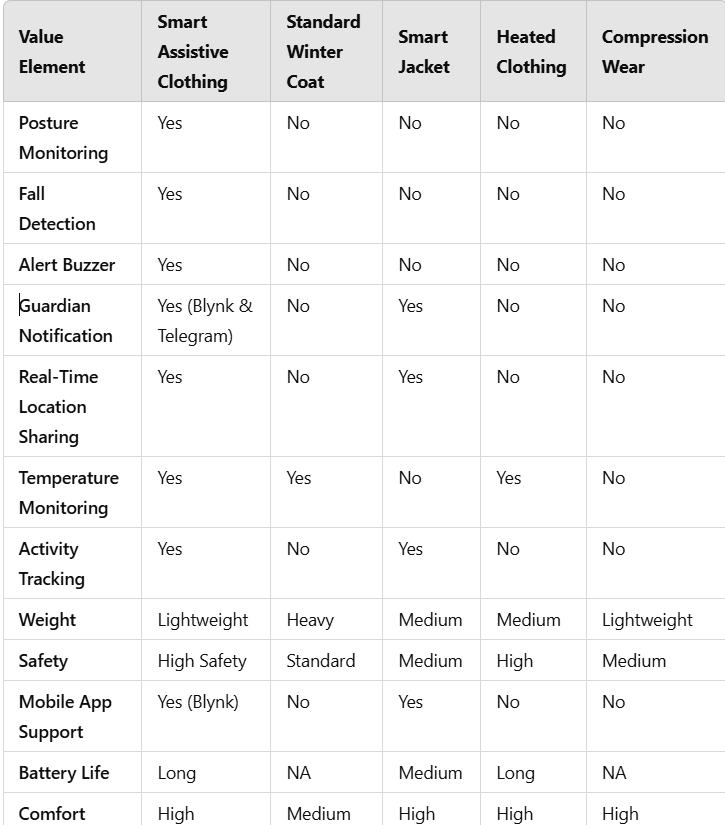 Value Element | Smart Assistive Clothing | Standard Winter Coat | Smart Jacket | Heated Clothing | Compression Wear
Posture Monitoring | Yes | No | No | No | No
Fall Detection | Yes | No | No | No | No
Alert Buzzer | Yes | No | No | No | No
Guardian Notification | Yes (Blynk & Telegram) | No | Yes | No | No
Real-Time Location Sharing | Yes | No | Yes | No | No
Temperature Monitoring | Yes | Yes | No | Yes | No
Activity Tracking | Yes | No | Yes | No | No
Weight | Lightweight | Heavy | Medium | Medium | Lightweight
Safety | High Safety | Standard | Medium | High | Medium
Mobile App Support | Yes (Blynk) | No | Yes | No | No
Battery Life | Long | NA | Medium | Long | NA
Comfort | High | Medium | High | High | High